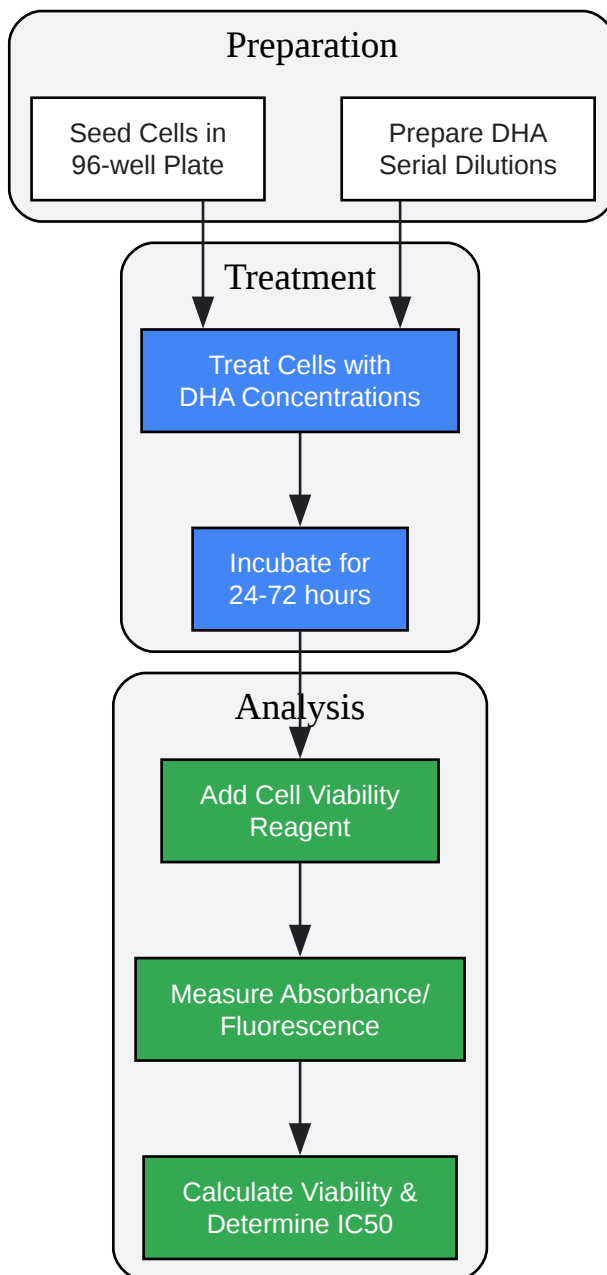 Preparation
Seed Cells in
96-well Plate
Prepare DHA
Serial Dilutions
Treatment
Treat Cells with
DHA Concentrations
Incubate for
24-72 hours
Analysis
Add Cell Viability
Reagent
Measure Absorbance/
Fluorescence
Calculate Viability &
Determine IC50